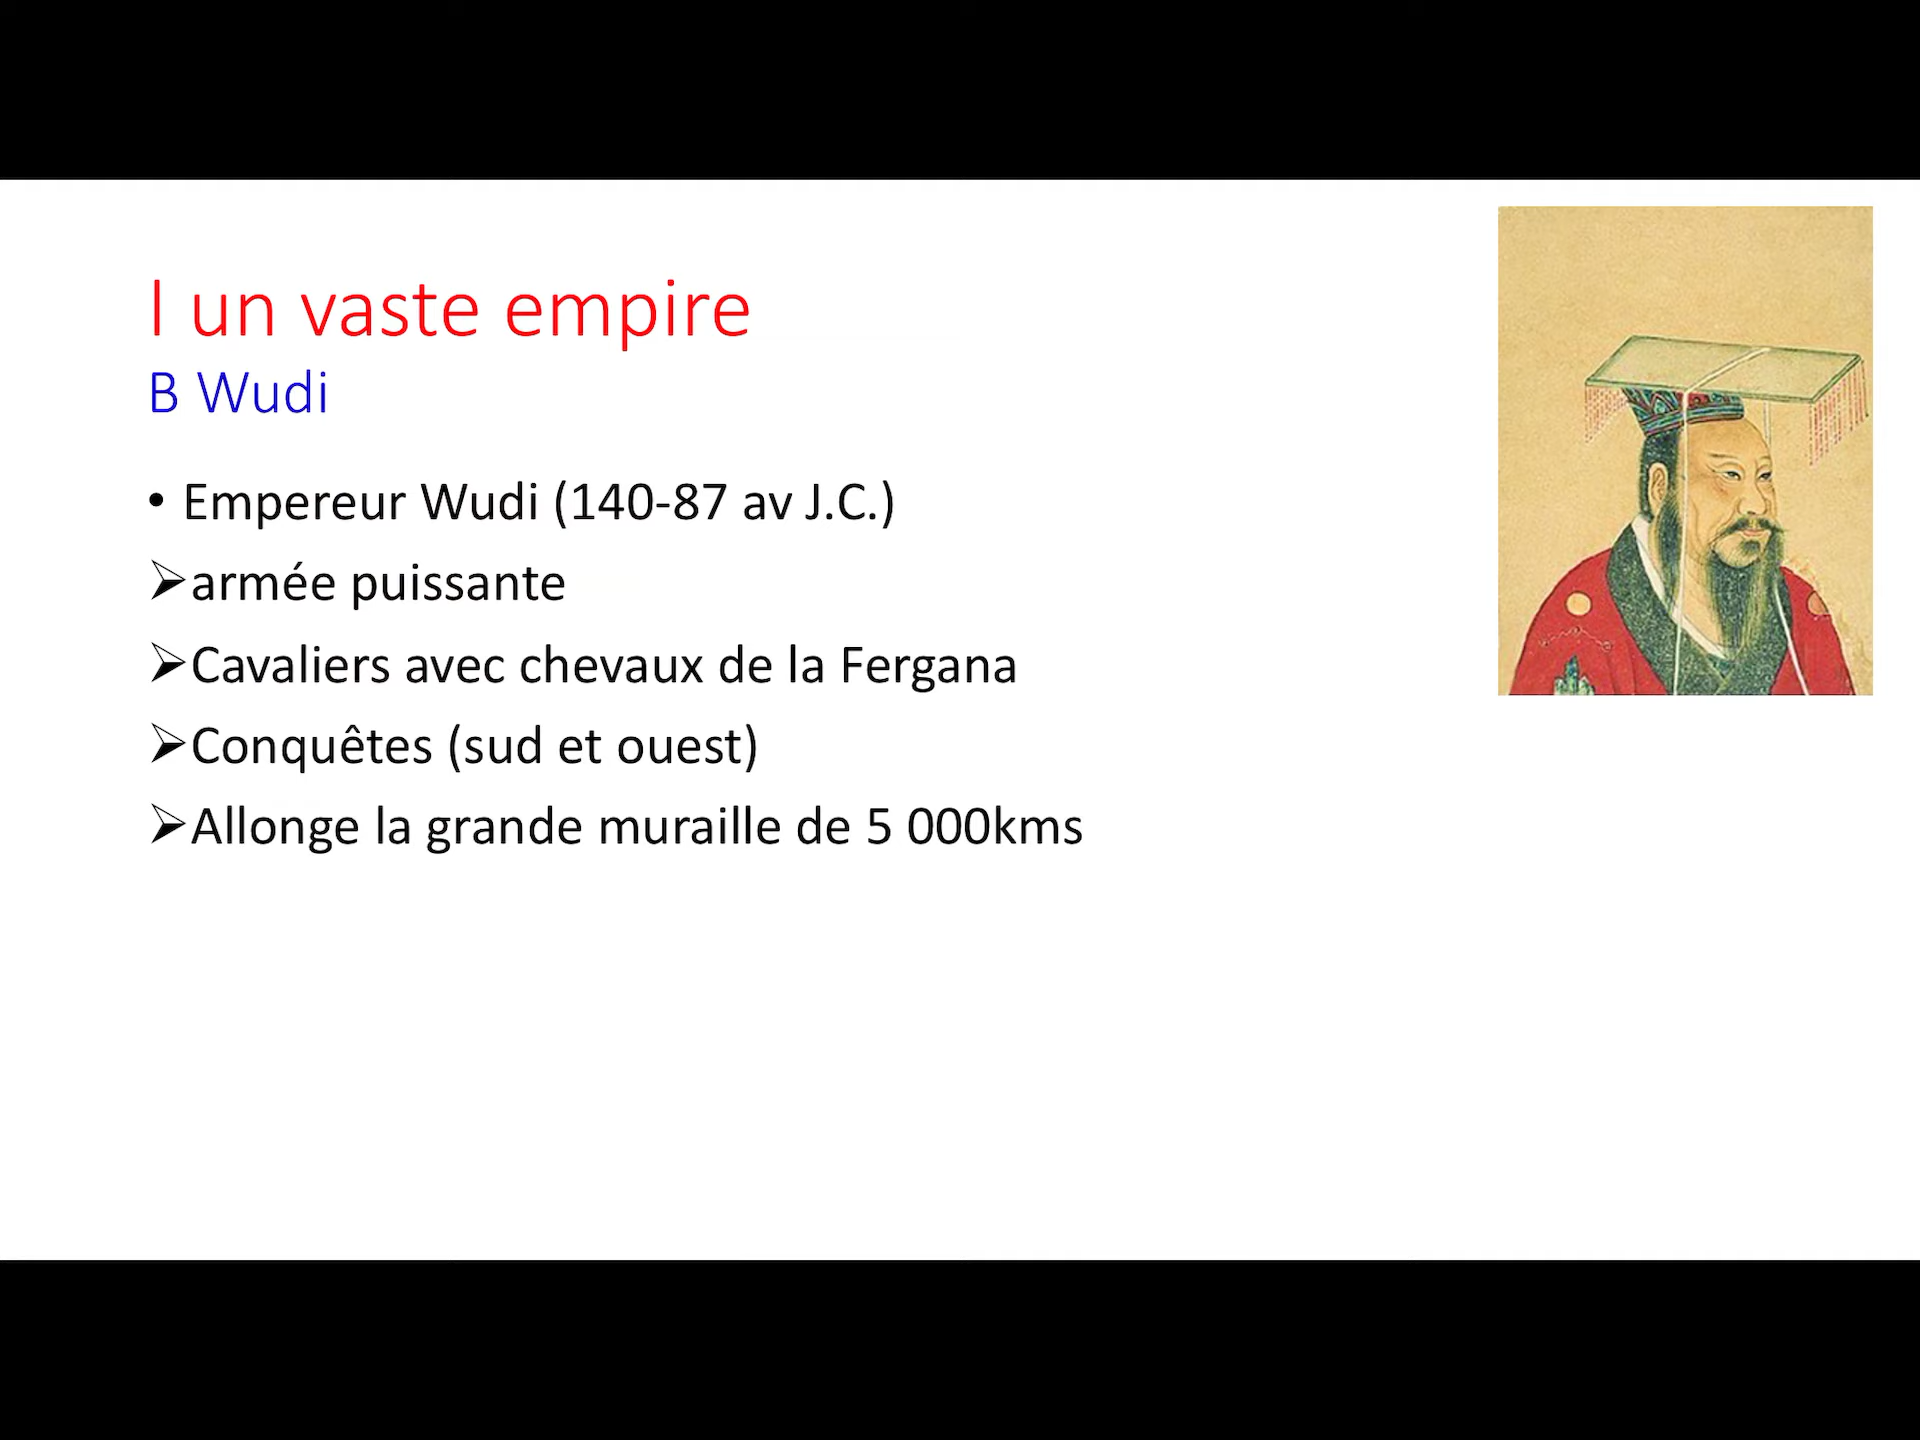 I un vaste empire
B Wudi
• Empereur Wudi (140-87 av J.C.)
➢armée puissante
➢Cavaliers avec chevaux de la Fergana
➢Conquêtes (sud et ouest)
➢Allonge la grande muraille de 5 000kms